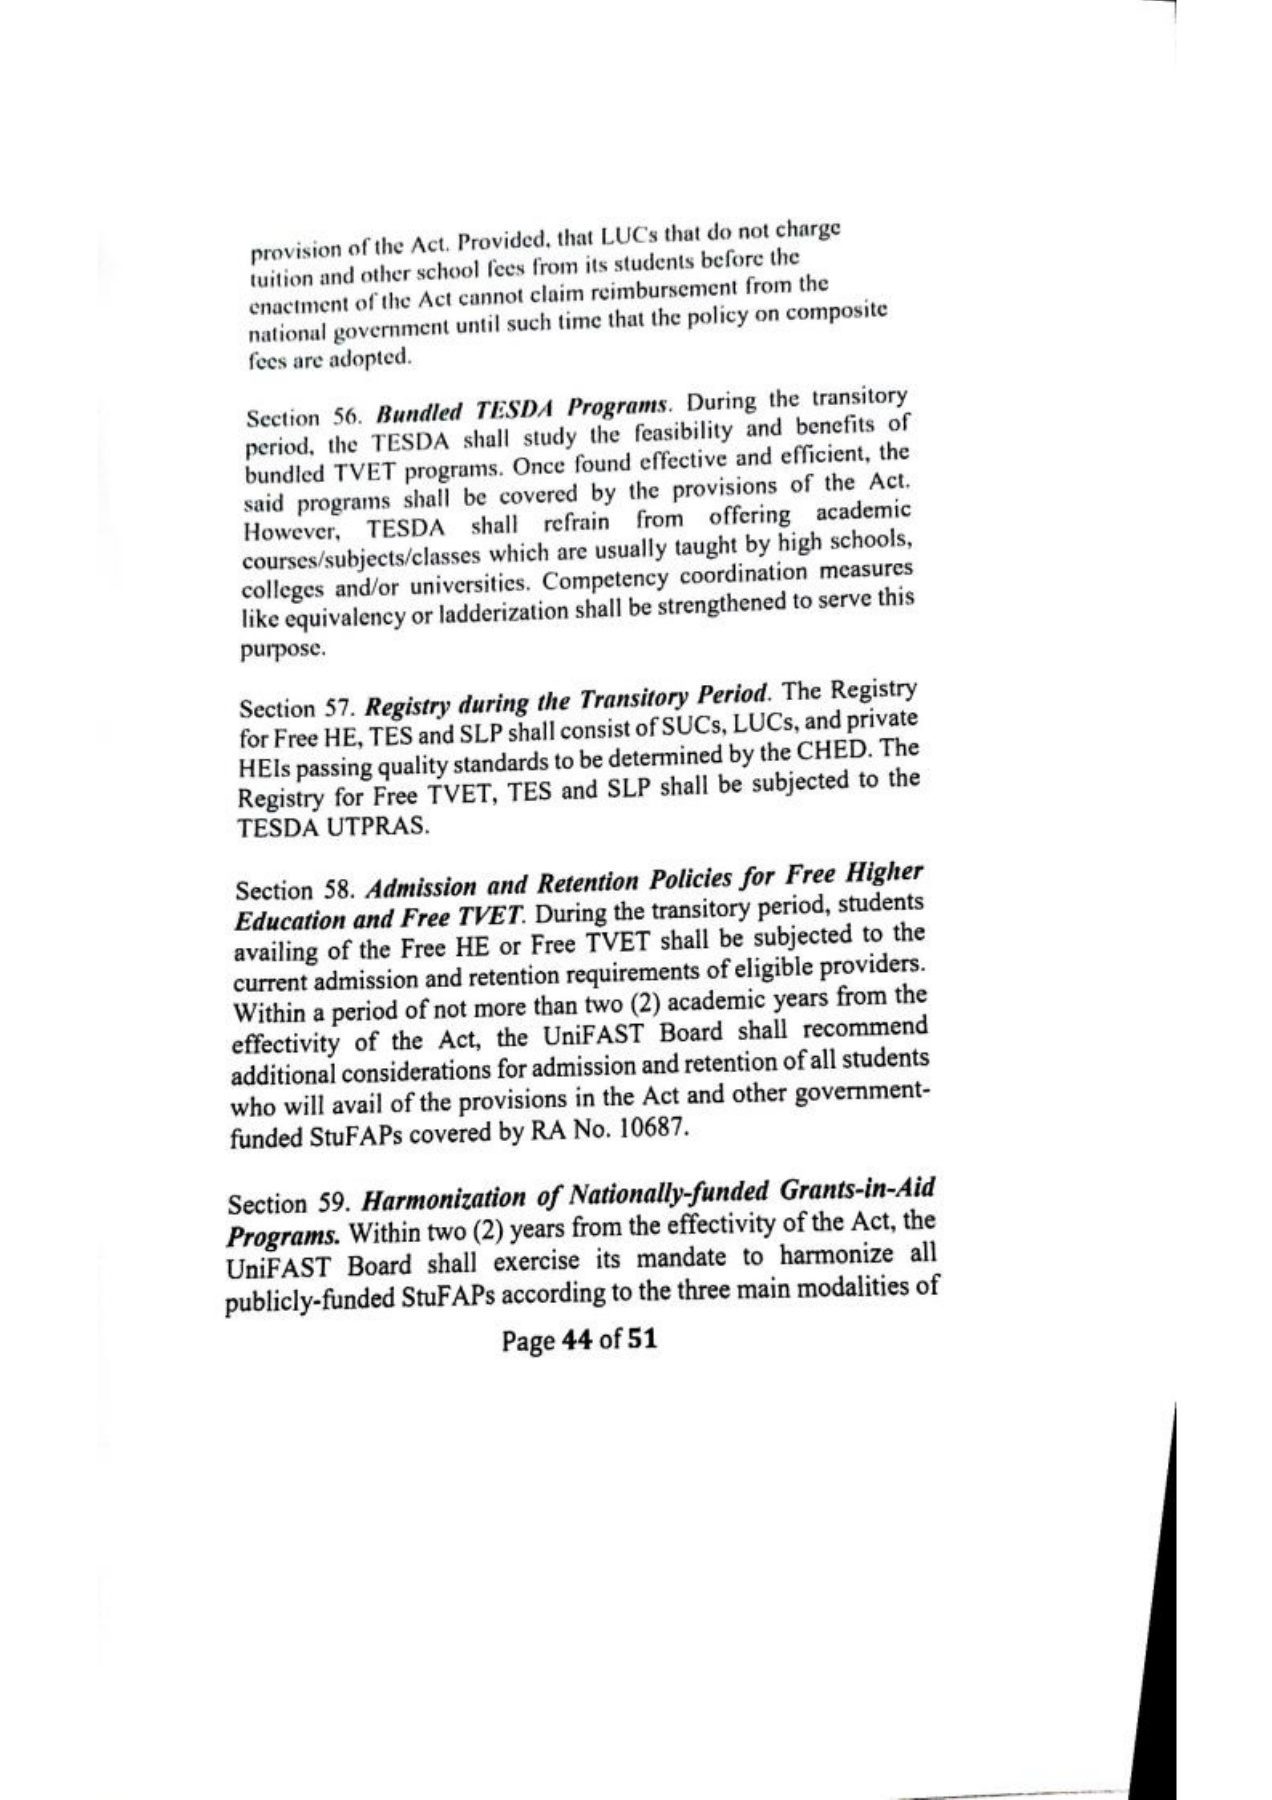 provision of the Act. Provided, that LUCs that do not charge
tuition and other school fees from its students before the
enactment of the Act cannot claim reimbursement from the
national government until such time that the policy on composite
fees are adopted.
Section 56. Bundled TESDA Programs. During the transitory
period, the TESDA shall study the feasibility and benefits of
bundled TVET programs. Once found effective and efficient, the
said programs shall be covered by the provisions of the Act.
However, TESDA shall refrain from offering academic
courses/subjects/classes which are usually taught by high schools,
colleges and/or universities. Competency coordination measures
like equivalency or ladderization shall be strengthened to serve this
purpose.
Section 57. Registry during the Transitory Period. The Registry
for Free HE, TES and SLP shall consist of SUCs, LUCs, and private
HEIs passing quality standards to be determined by the CHED. The
Registry for Free TVET, TES and SLP shall be subjected to the
TESDA UTPRAS.
Section 58. Admission and Retention Policies for Free Higher
Education and Free TVET. During the transitory period, students
availing of the Free HE or Free TVET shall be subjected to the
current admission and retention requirements of eligible providers.
Within a period of not more than two (2) academic years from the
effectivity of the Act, the UniFAST Board shall recommend
additional considerations for admission and retention of all students
who will avail of the provisions in the Act and other government-
funded StuFAPs covered by RA No. 10687.
Section 59. Harmonization of Nationally-funded Grants-in-Aid
Programs. Within two (2) years from the effectivity of the Act, the
UniFAST Board shall exercise its mandate to harmonize all
publicly-funded StuFAPs according to the three main modalities of
Page 44 of 51